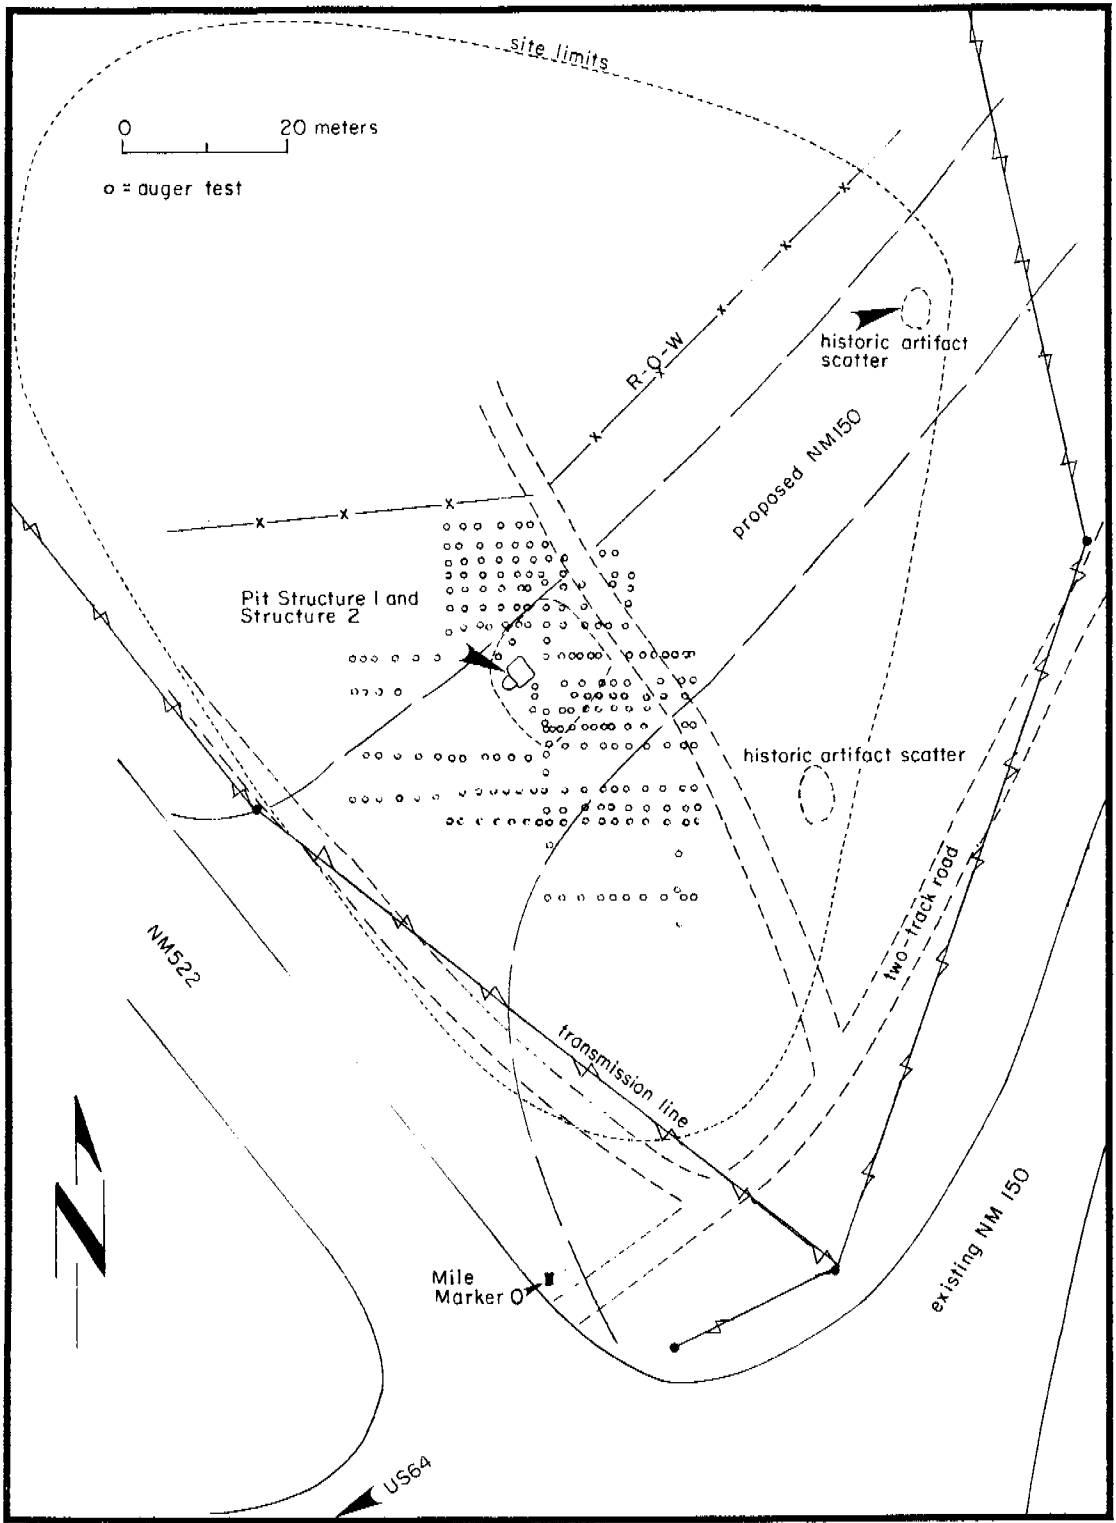 site limits
0 20 meters
o = auger test
R-O-W
historic artifact
scatter
proposed NM150
Pit Structure 1 and
Structure 2
historic artifact scatter
two-track road
NM522
transmission line
N
existing NM 150
Mile
Marker 0
US64